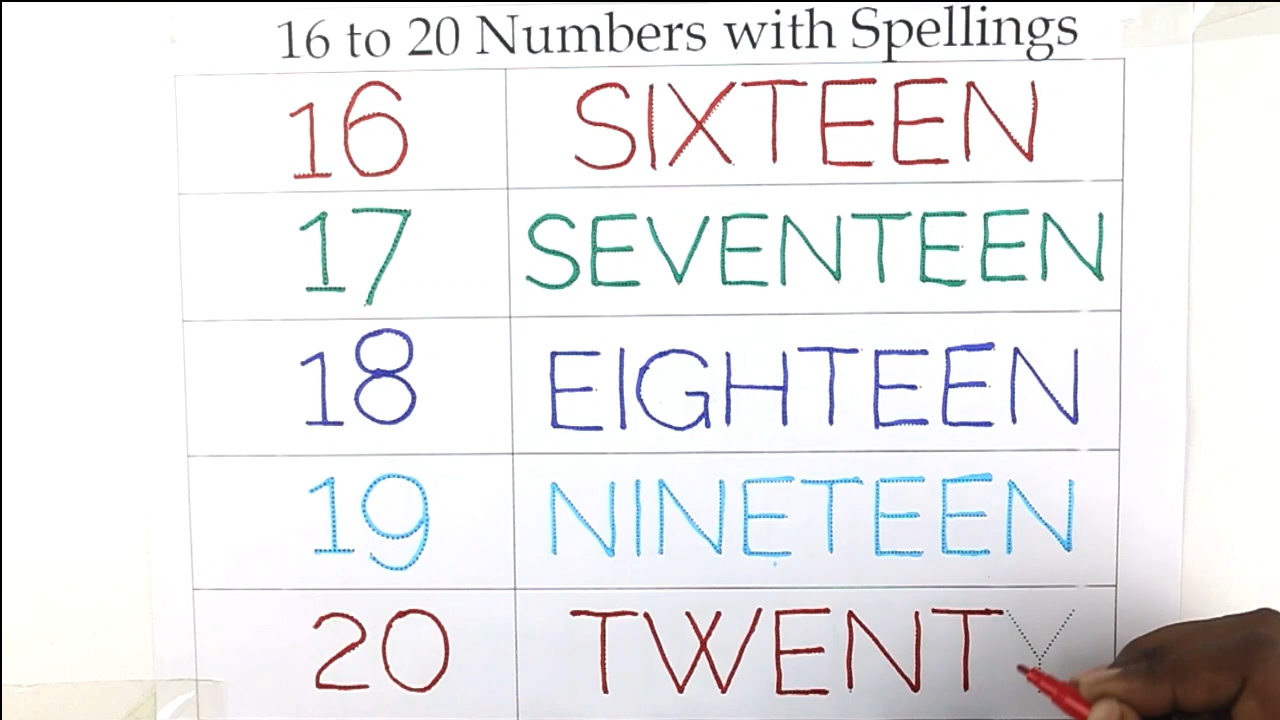 16 to 20 Numbers with Spellings
16 SIXTEEN
17 SEVENTEEN
18 EIGHTEEN
19 NINETEEN
20 TWENTY